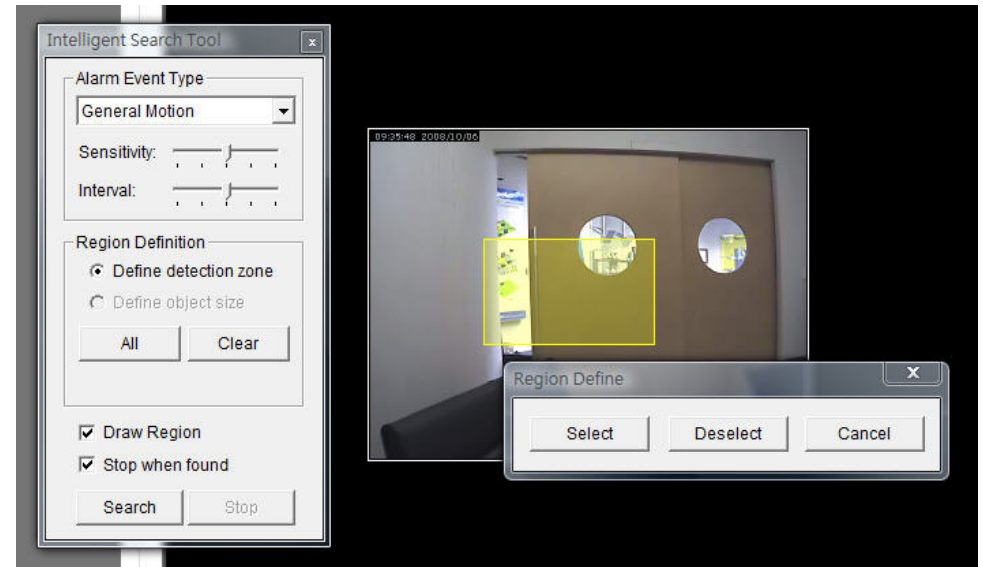 Intelligent Search Tool
x
Alarm Event Type
General Motion
Sensitivity:
Interval:
Region Definition
Define detection zone
Define object size
All
Clear
Draw Region
Stop when found
Search
Stop
09:35:48 2008/10/06
Region Define
X
Select
Deselect
Cancel